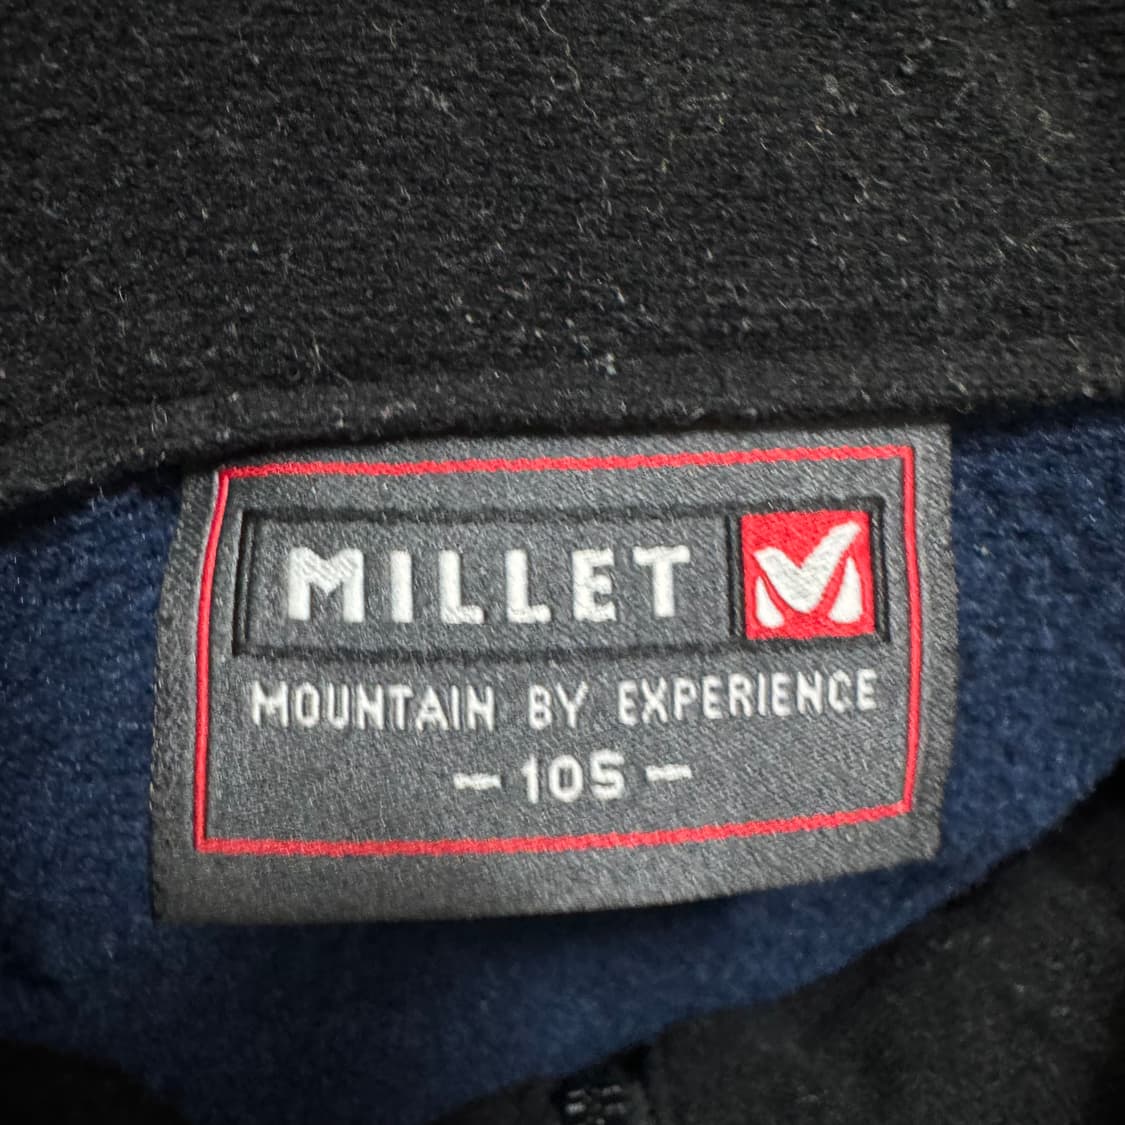 MILLET
MOUNTAIN BY EXPERIENCE
- 105 -